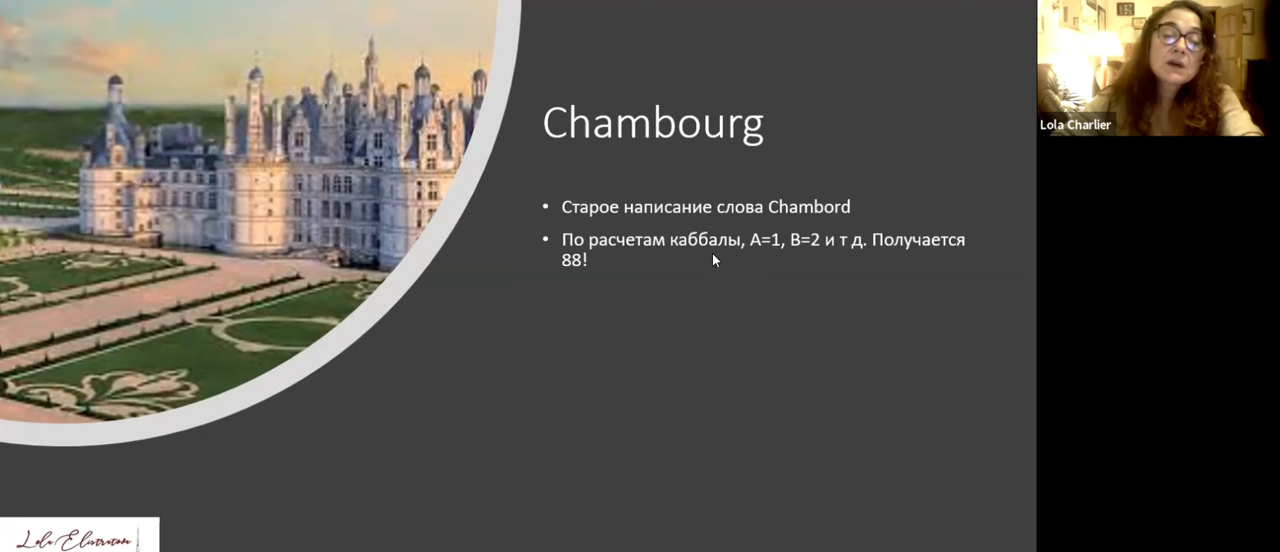 Chambourg
• Старое написание слова Chambord
• По расчетам каббалы, A=1, B=2 и т д. Получается
88!
Lola Charlier